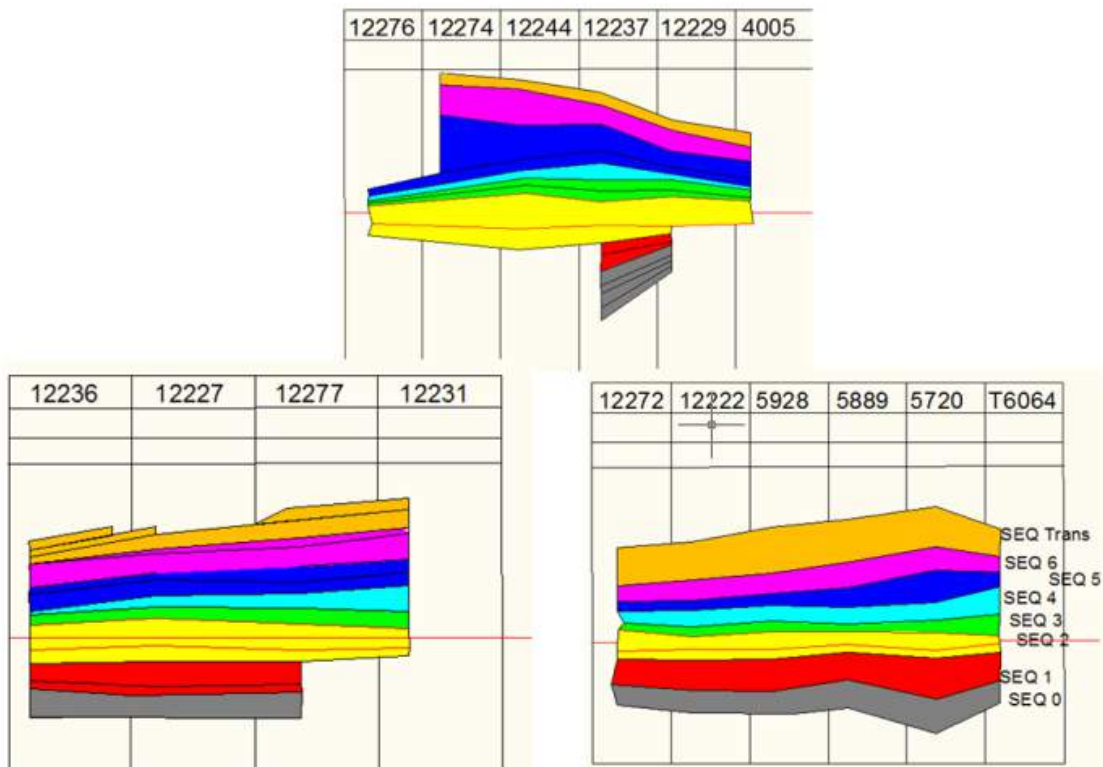 12276 12274 12244 12237 12229 4005
12236 12227 12277 12231
12272 12222 5928 5889 5720 T6064
SEQ Trans
SEQ 6
SEQ 5
SEQ 4
SEQ 3
SEQ 2
SEQ 1
SEQ 0